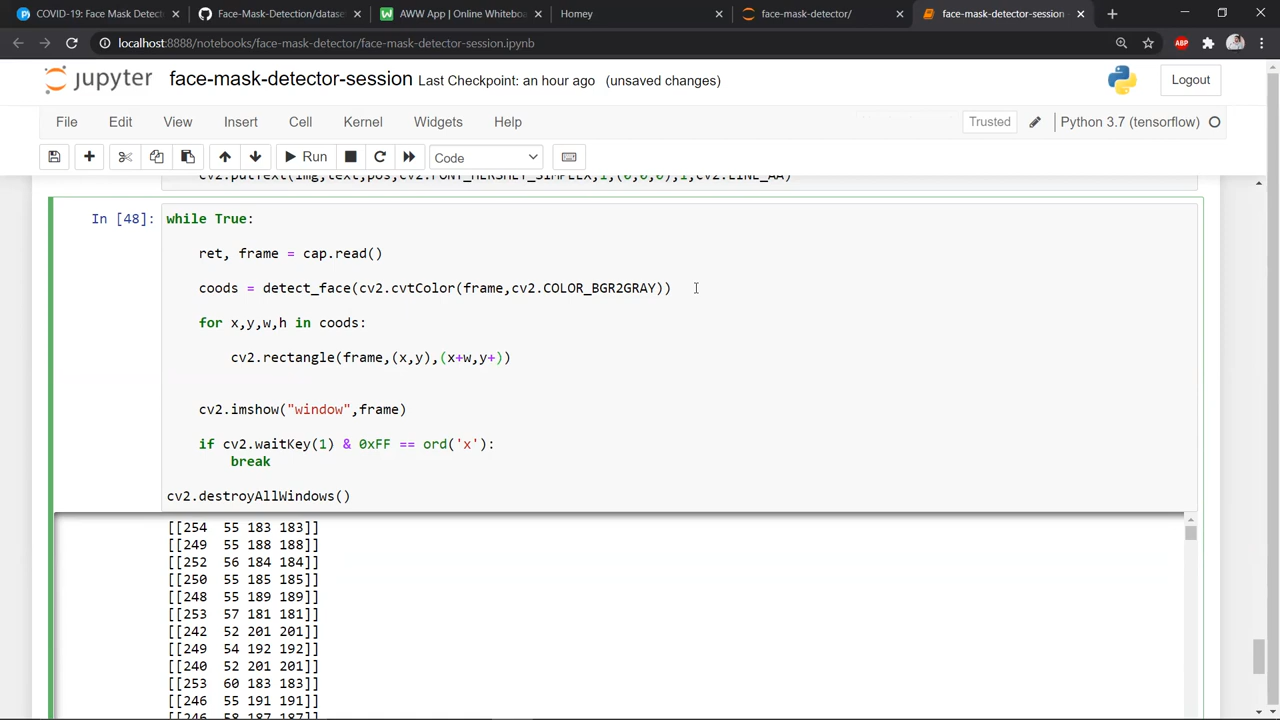 COVID-19: Face Mask Detect
Face-Mask-Detection/dataset
AWW App | Online Whiteboa
Homey
face-mask-detector/
face-mask-detector-session
localhost:8888/notebooks/face-mask-detector/face-mask-detector-session.ipynb
ABP
jupyter face-mask-detector-session Last Checkpoint: an hour ago (unsaved changes)
Logout
File Edit View Insert Cell Kernel Widgets Help
Trusted
Python 3.7 (tensorflow)
Run
Code
cv2.putText(img,text,pos,cv2.FONT_HERSHEY_SIMPLEX,1,(0,0,0),1,cv2.LINE_AA)
In [48]: while True:
ret, frame = cap.read()
coods = detect_face(cv2.cvtColor(frame,cv2.COLOR_BGR2GRAY))
for x,y,w,h in coods:
cv2.rectangle(frame,(x,y),(x+w,y+))
cv2.imshow("window",frame)
if cv2.waitKey(1) & 0xFF == ord('x'):
break
cv2.destroyAllWindows()
[[254 55 183 183]]
[[249 55 188 188]]
[[252 56 184 184]]
[[250 55 185 185]]
[[248 55 189 189]]
[[253 57 181 181]]
[[242 52 201 201]]
[[249 54 192 192]]
[[240 52 201 201]]
[[253 60 183 183]]
[[246 55 191 191]]
[[246 58 187 187]]